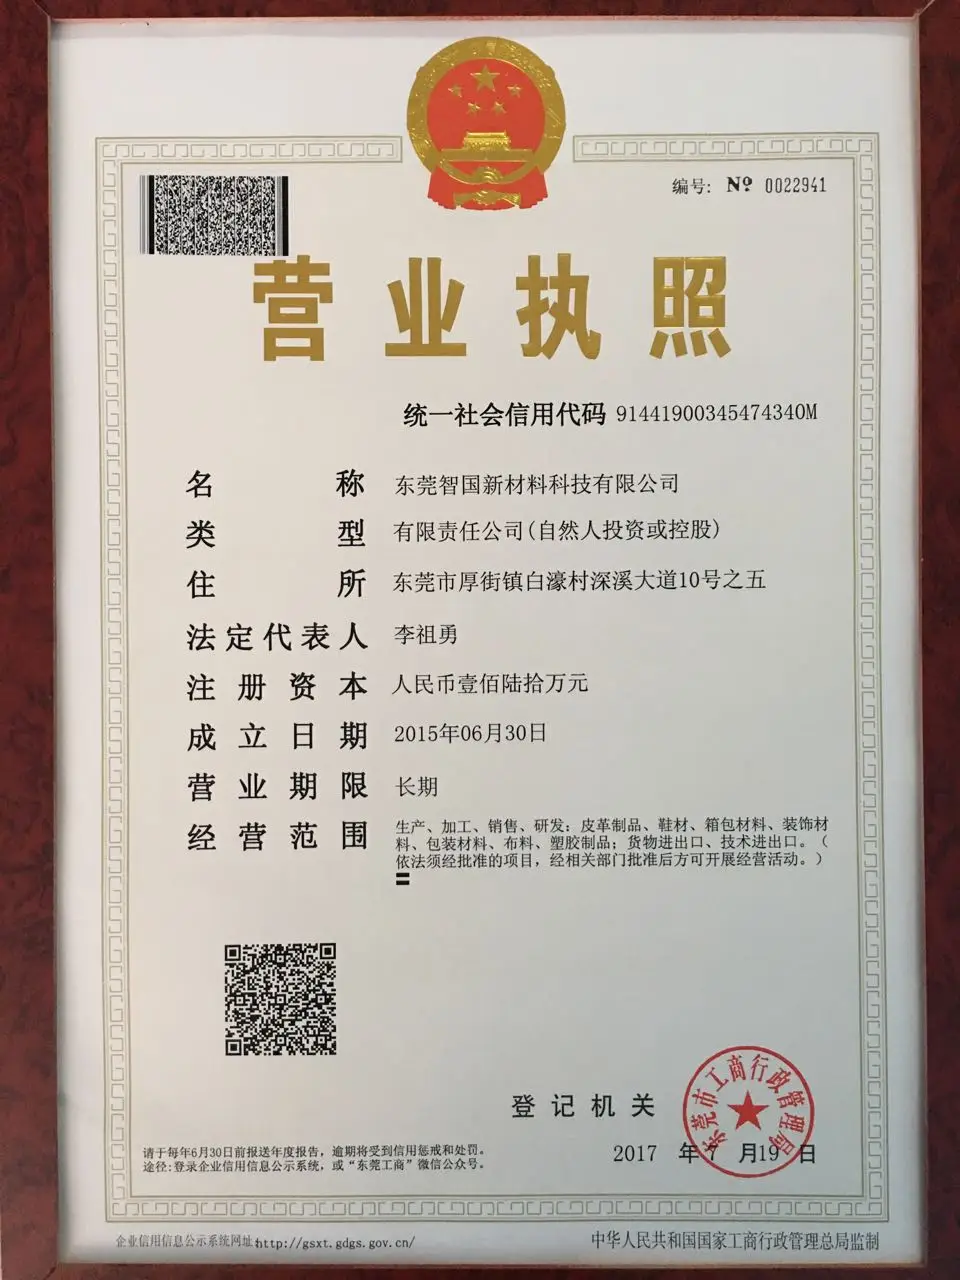 编号: Nº 0022941
营业执照
统一社会信用代码 91441900345474340M
名称 东莞智国新材料科技有限公司
类型 有限责任公司(自然人投资或控股)
住所 东莞市厚街镇白濠村深溪大道10号之五
法定代表人 李祖勇
注册资本 人民币壹佰陆拾万元
成立日期 2015年06月30日
营业期限 长期
经营范围 生产、加工、销售、研发：皮革制品、鞋材、箱包材料、装饰材
料、包装材料、布料、塑胶制品；货物进出口、技术进出口。（
依法须经批准的项目，经相关部门批准后方可开展经营活动。）
登记机关
东莞市工商行政管理局
2017 年 7 月 19 日
请于每年6月30日前报送年度报告，逾期将受到信用惩戒和处罚。
途径: 登录企业信用信息公示系统，或“东莞工商”微信公众号。
企业信用信息公示系统网址: http://gsxt.gdgs.gov.cn/
中华人民共和国国家工商行政管理总局监制